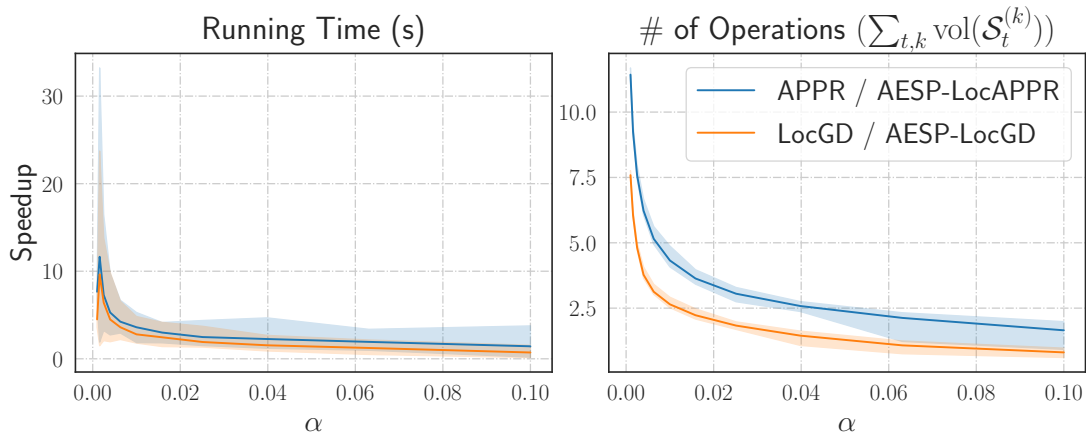 Running Time (s)
Speedup
30
20
10
0
0.00 0.02 0.04 0.06 0.08 0.10
α
# of Operations (∑_{t,k} vol(𝒮_t^{(k)}))
APPR / AESP-LocAPPR
LocGD / AESP-LocGD
10.0
7.5
5.0
2.5
0.00 0.02 0.04 0.06 0.08 0.10
α